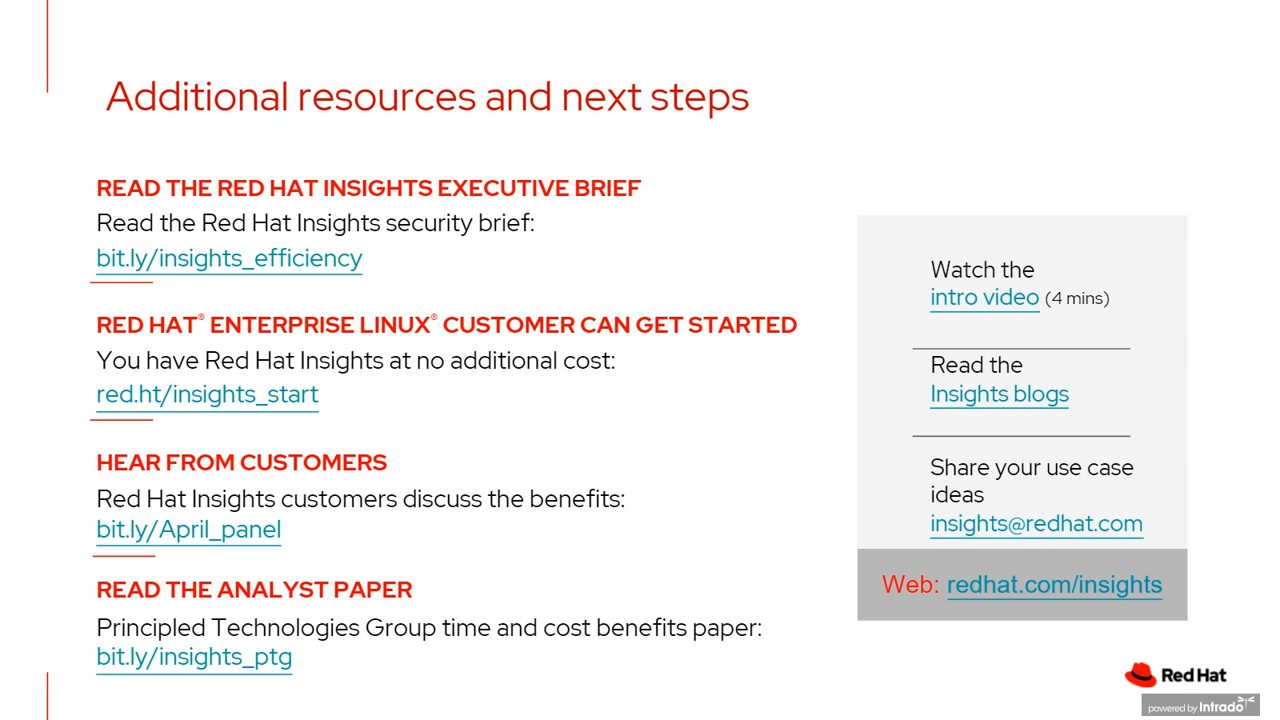 Additional resources and next steps
READ THE RED HAT INSIGHTS EXECUTIVE BRIEF
Read the Red Hat Insights security brief:
bit.ly/insights_efficiency
RED HAT® ENTERPRISE LINUX® CUSTOMER CAN GET STARTED
You have Red Hat Insights at no additional cost:
red.ht/insights_start
HEAR FROM CUSTOMERS
Red Hat Insights customers discuss the benefits:
bit.ly/April_panel
READ THE ANALYST PAPER
Principled Technologies Group time and cost benefits paper:
bit.ly/insights_ptg
Watch the
intro video (4 mins)
Read the
Insights blogs
Share your use case
ideas
insights@redhat.com
Web: redhat.com/insights
Red Hat
powered by Intrado